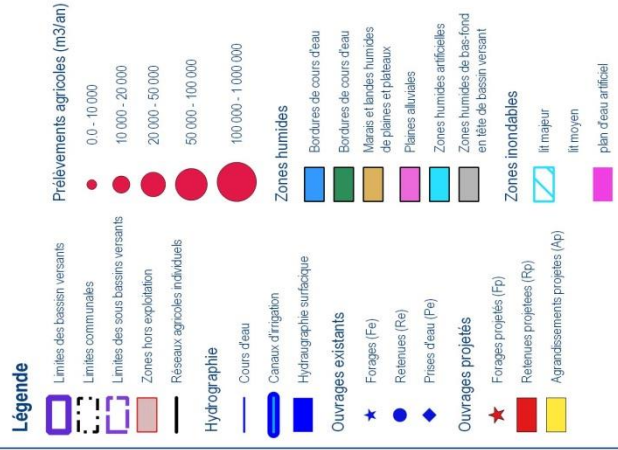 Légende
Limites des bassisn versants
Limites communales
Limites des sous bassins versants
Zones hors exploitation
Réseaux agricoles individuels
Hydrographie
Cours d'eau
Canaux d'irrigation
Hydraugraphie surfacique
Ouvrages existants
Forages (Fe)
Retenues (Re)
Prises d'eau (Pe)
Ouvrages projetés
Forages projetés (Fp)
Retenues projetees (Rp)
Agrandissements projetes (Ap)
Prélèvements agricoles (m3/an)
0.0 - 10 000
10 000 - 20 000
20 000 - 50 000
50 000 - 100 000
100 000 - 1 000 000
Zones humides
Bordures de cours d'eau
Bordures de cours d'eau
Marais et landes humides
de plaines et plateaux
Plaines alluviales
Zones humides artificielles
Zones humides de bas-fond
en tête de bassin versant
Zones inondables
lit majeur
lit moyen
plan d'eau artificiel